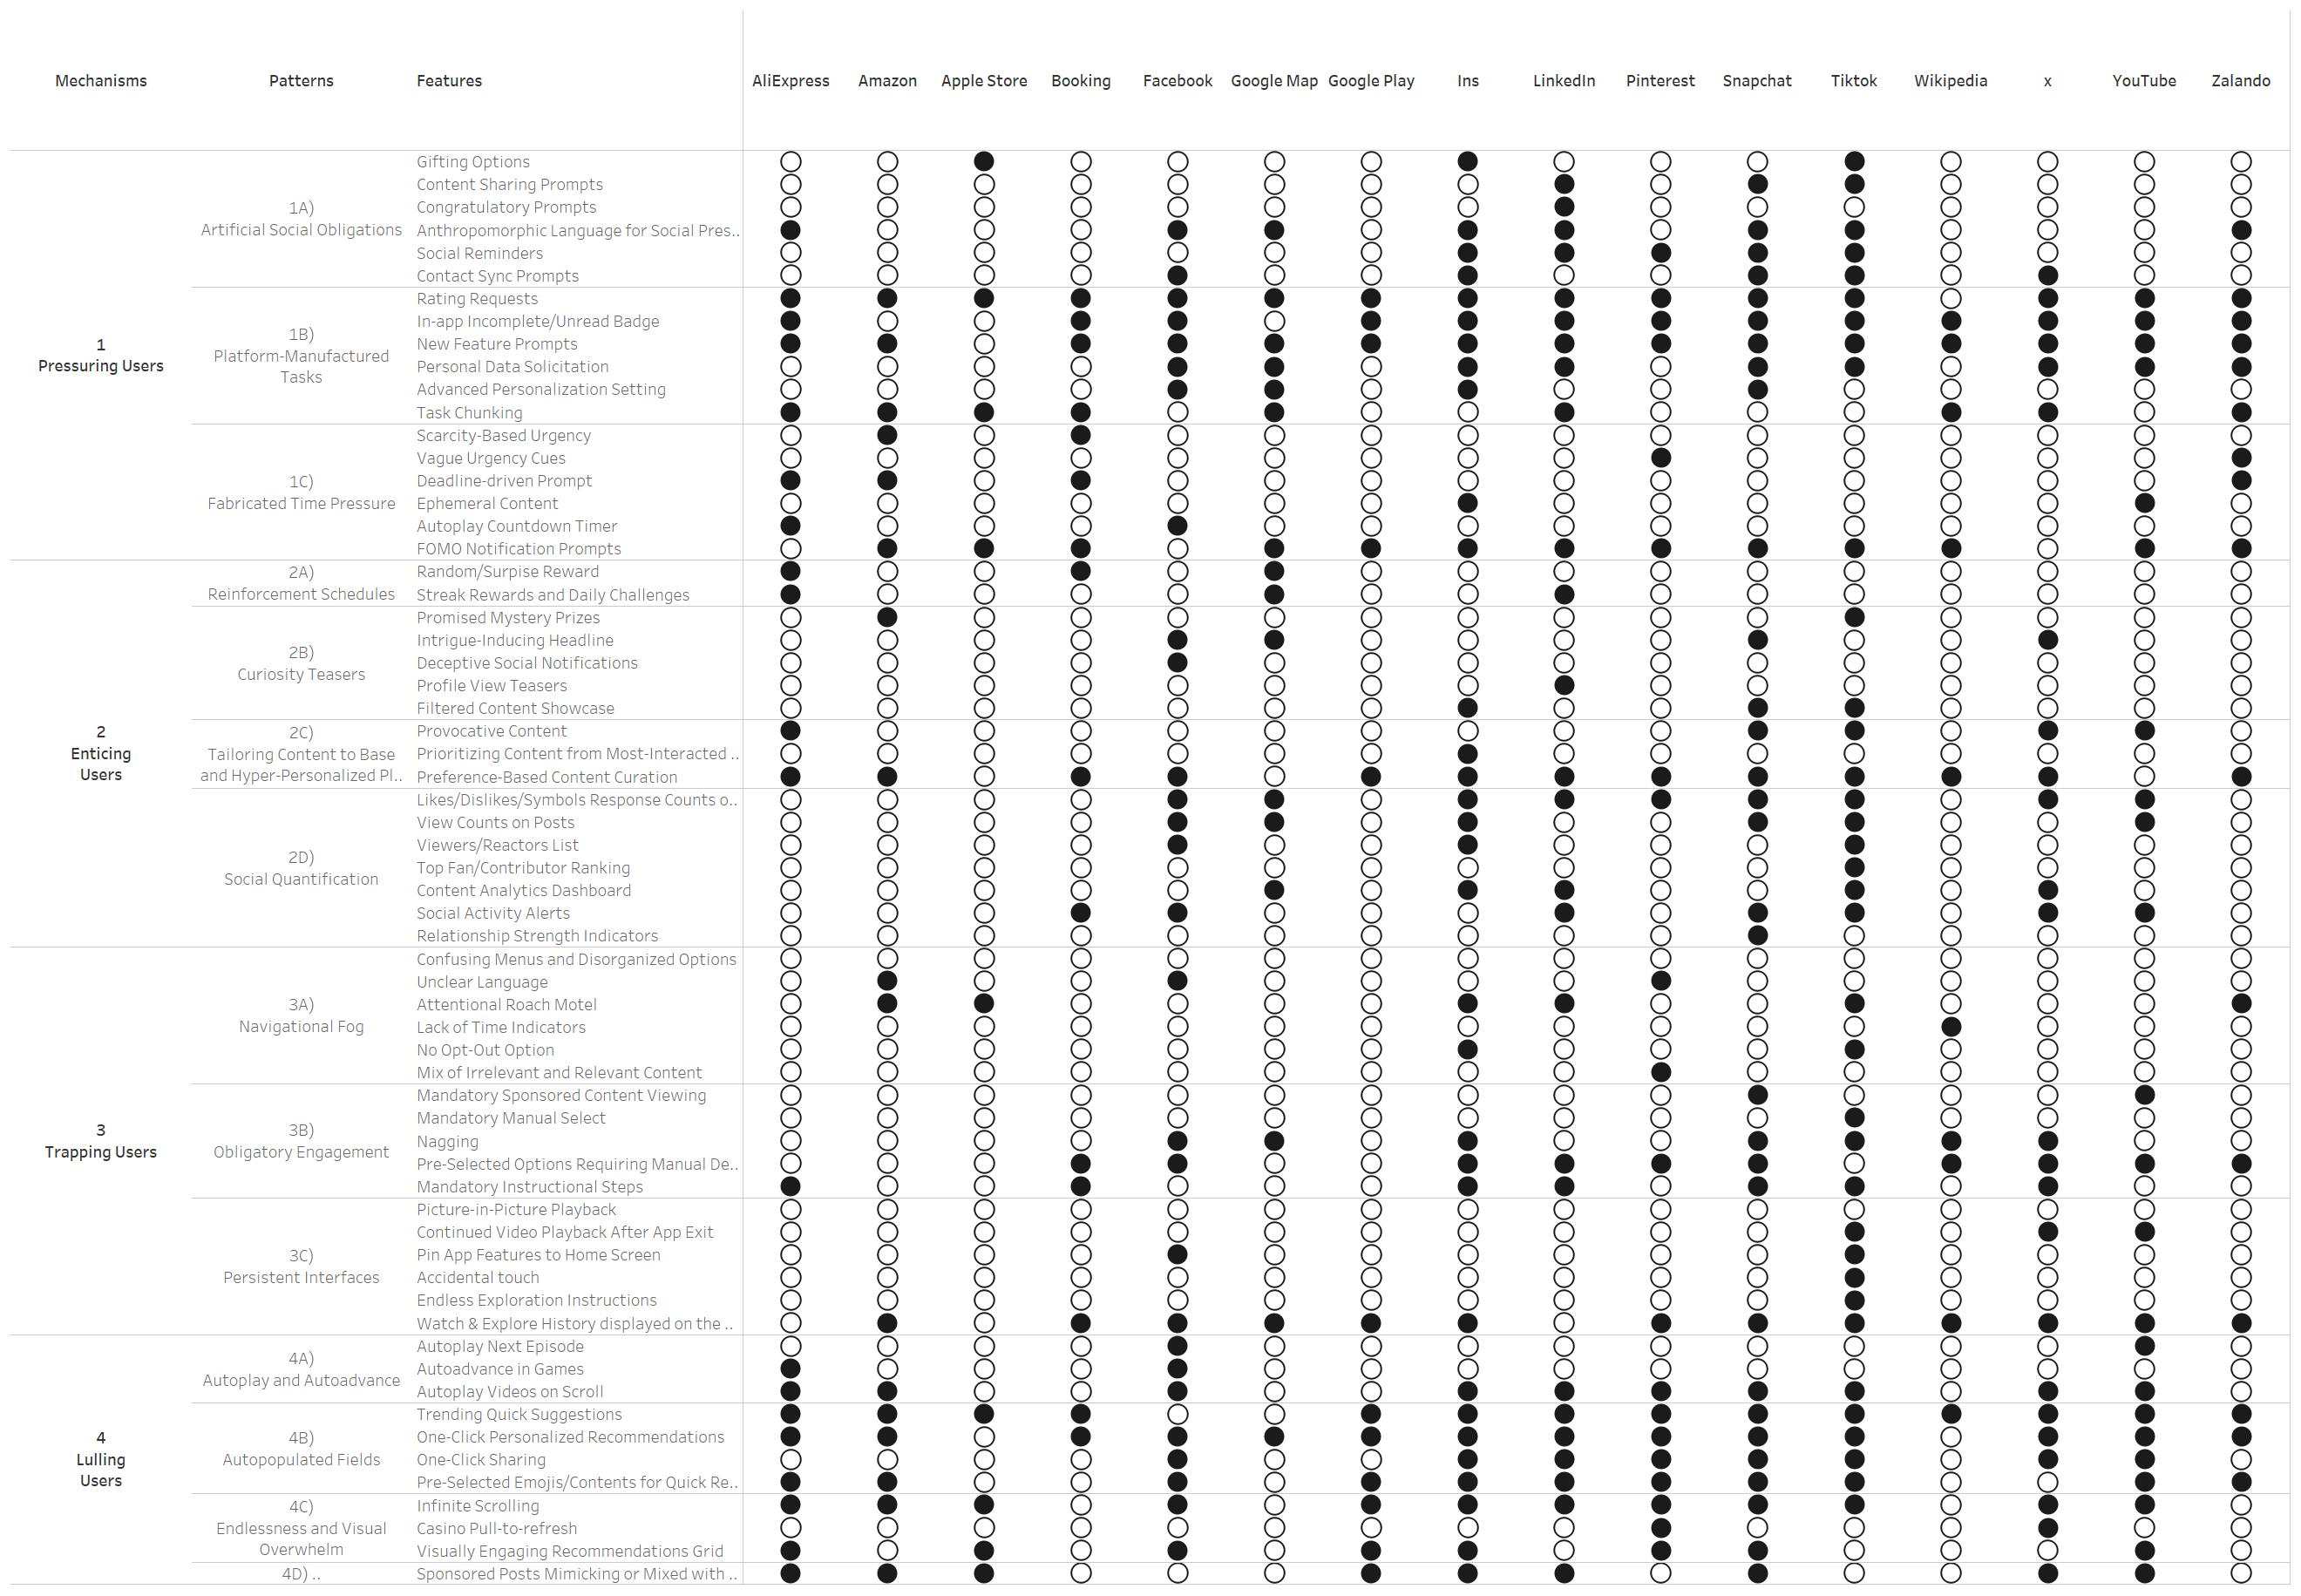 Mechanisms Patterns Features AliExpress Amazon Apple Store Booking Facebook Google Map Google Play Ins LinkedIn Pinterest Snapchat Tiktok Wikipedia x YouTube Zalando
1
Pressuring Users
1A)
Artificial Social Obligations
Gifting Options
Content Sharing Prompts
Congratulatory Prompts
Anthropomorphic Language for Social Pres..
Social Reminders
Contact Sync Prompts
1B)
Platform-Manufactured
Tasks
Rating Requests
In-app Incomplete/Unread Badge
New Feature Prompts
Personal Data Solicitation
Advanced Personalization Setting
Task Chunking
1C)
Fabricated Time Pressure
Scarcity-Based Urgency
Vague Urgency Cues
Deadline-driven Prompt
Ephemeral Content
Autoplay Countdown Timer
FOMO Notification Prompts
2
Enticing
Users
2A)
Reinforcement Schedules
Random/Surpise Reward
Streak Rewards and Daily Challenges
2B)
Curiosity Teasers
Promised Mystery Prizes
Intrigue-Inducing Headline
Deceptive Social Notifications
Profile View Teasers
Filtered Content Showcase
2C)
Tailoring Content to Base
and Hyper-Personalized Pl..
Provocative Content
Prioritizing Content from Most-Interacted ..
Preference-Based Content Curation
2D)
Social Quantification
Likes/Dislikes/Symbols Response Counts o..
View Counts on Posts
Viewers/Reactors List
Top Fan/Contributor Ranking
Content Analytics Dashboard
Social Activity Alerts
Relationship Strength Indicators
3
Trapping Users
3A)
Navigational Fog
Confusing Menus and Disorganized Options
Unclear Language
Attentional Roach Motel
Lack of Time Indicators
No Opt-Out Option
Mix of Irrelevant and Relevant Content
3B)
Obligatory Engagement
Mandatory Sponsored Content Viewing
Mandatory Manual Select
Nagging
Pre-Selected Options Requiring Manual De..
Mandatory Instructional Steps
3C)
Persistent Interfaces
Picture-in-Picture Playback
Continued Video Playback After App Exit
Pin App Features to Home Screen
Accidental touch
Endless Exploration Instructions
Watch & Explore History displayed on the ..
4
Lulling
Users
4A)
Autoplay and Autoadvance
Autoplay Next Episode
Autoadvance in Games
Autoplay Videos on Scroll
4B)
Autopopulated Fields
Trending Quick Suggestions
One-Click Personalized Recommendations
One-Click Sharing
Pre-Selected Emojis/Contents for Quick Re..
4C)
Endlessness and Visual
Overwhelm
Infinite Scrolling
Casino Pull-to-refresh
Visually Engaging Recommendations Grid
4D) ..
Sponsored Posts Mimicking or Mixed with ..